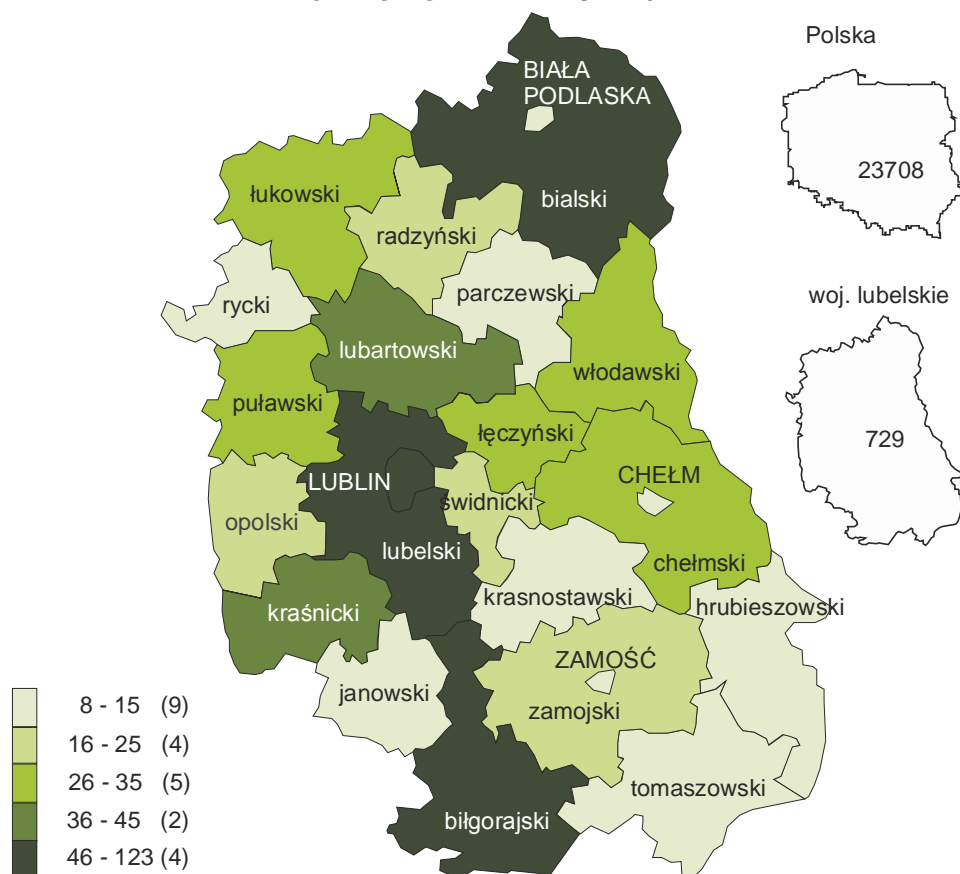 Polska
23708
woj. lubelskie
729
BIAŁA
PODLASKA
bialski
łukowski
radzyński
parczewski
rycki
lubartowski
włodawski
puławski
łęczyński
LUBLIN
CHEŁM
świdnicki
opolski
lubelski
chełmski
kraśnicki
krasnostawski
hrubieszowski
ZAMOŚĆ
janowski
zamojski
tomaszowski
biłgorajski
8 - 15 (9)
16 - 25 (4)
26 - 35 (5)
36 - 45 (2)
46 - 123 (4)